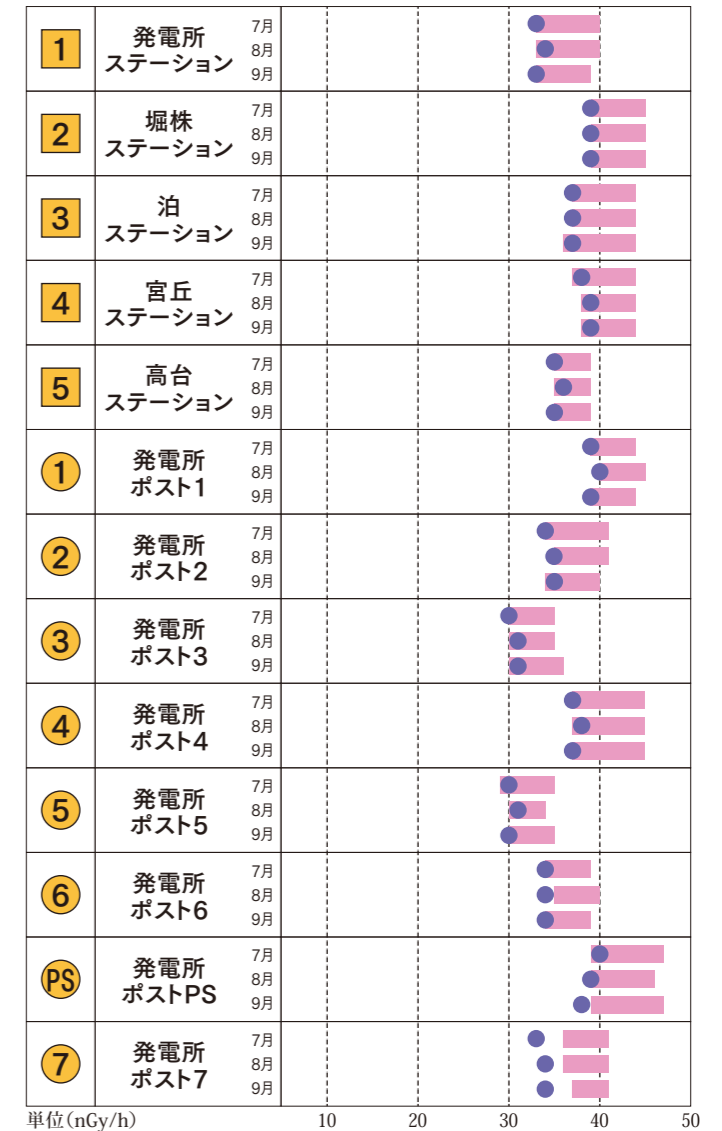 1
発電所
ステーション
7月
8月
9月
2
堀株
ステーション
7月
8月
9月
3
泊
ステーション
7月
8月
9月
4
宮丘
ステーション
7月
8月
9月
5
高台
ステーション
7月
8月
9月
1
発電所
ポスト1
7月
8月
9月
2
発電所
ポスト2
7月
8月
9月
3
発電所
ポスト3
7月
8月
9月
4
発電所
ポスト4
7月
8月
9月
5
発電所
ポスト5
7月
8月
9月
6
発電所
ポスト6
7月
8月
9月
PS
発電所
ポストPS
7月
8月
9月
7
発電所
ポスト7
7月
8月
9月
単位(nGy/h) 10 20 30 40 50